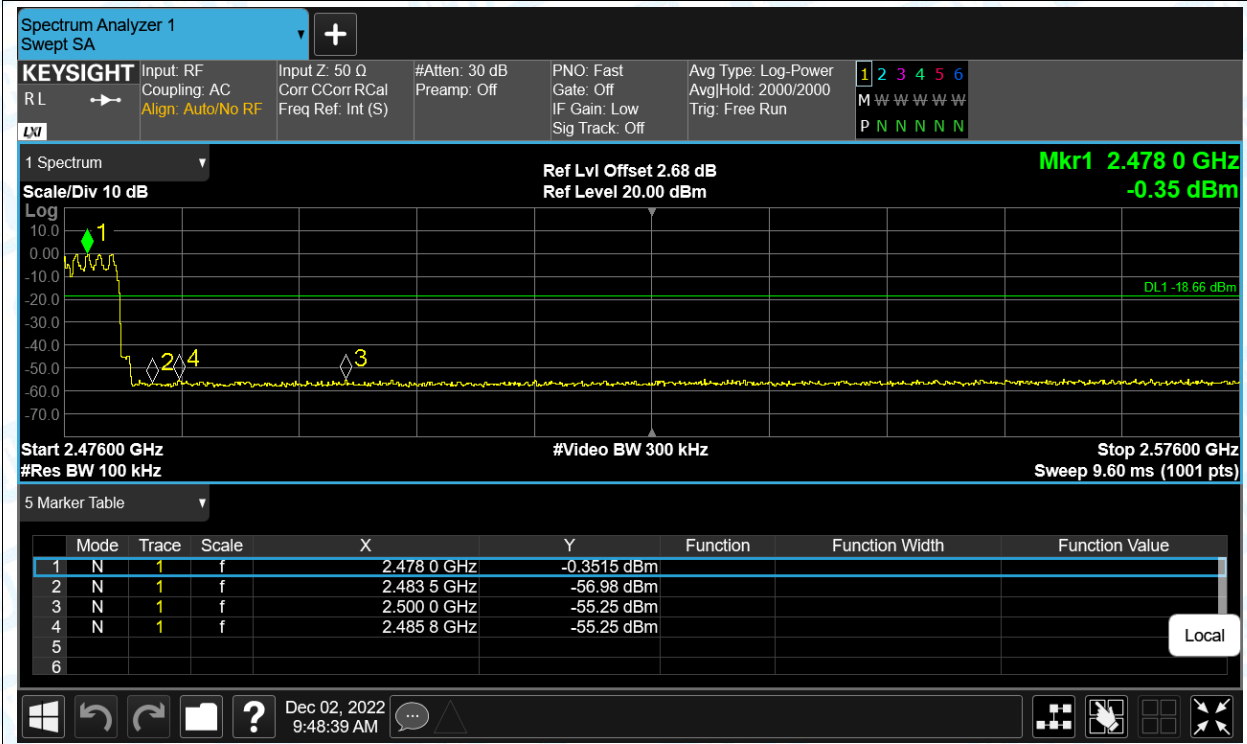 Spectrum Analyzer 1
Swept SA
+
KEYSIGHT Input: RF Input Z: 50 Ω #Atten: 30 dB PNO: Fast Avg Type: Log-Power 1 2 3 4 5 6
R L Coupling: AC Corr CCorr RCal Preamp: Off Gate: Off Avg|Hold: 2000/2000 M W W W W W
Align: Auto/No RF Freq Ref: Int (S) IF Gain: Low Trig: Free Run
LXI Sig Track: Off P N N N N N
1 Spectrum
Ref Lvl Offset 2.68 dB Mkr1 2.478 0 GHz
Scale/Div 10 dB Ref Level 20.00 dBm -0.35 dBm
Log
10.0
1
0.00
-10.0
DL1 -18.66 dBm
-20.0
-30.0
-40.0
2 4 3
-50.0
-60.0
-70.0
Start 2.47600 GHz #Video BW 300 kHz Stop 2.57600 GHz
#Res BW 100 kHz Sweep 9.60 ms (1001 pts)
5 Marker Table
Mode Trace Scale X Y Function Function Width Function Value
1 N 1 f 2.478 0 GHz -0.3515 dBm
2 N 1 f 2.483 5 GHz -56.98 dBm
3 N 1 f 2.500 0 GHz -55.25 dBm
4 N 1 f 2.485 8 GHz -55.25 dBm
5
6
Local
? Dec 02, 2022
9:48:39 AM